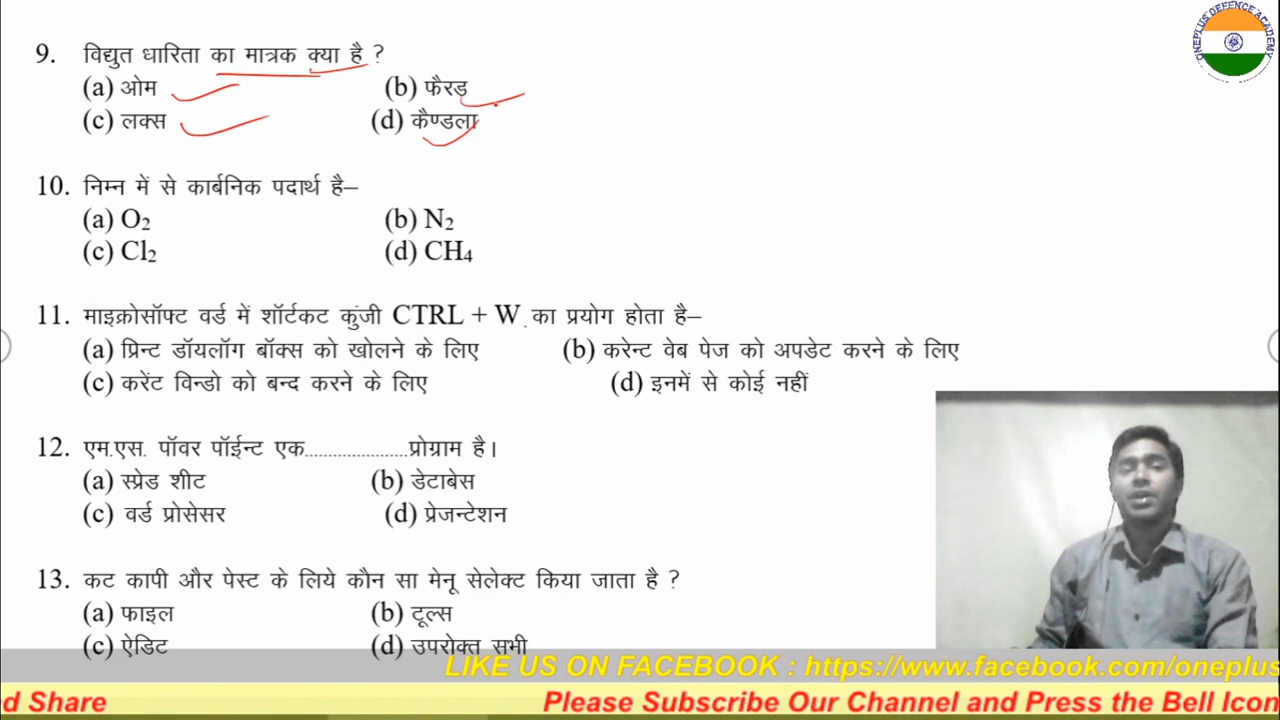 ONEPLUS DEFENCE ACADEMY
9. विद्युत धारिता का मात्रक क्या है ?
(a) ओम (b) फैरड
(c) लक्स (d) कैण्डला
10. निम्न में से कार्बनिक पदार्थ है–
(a) O₂ (b) N₂
(c) Cl₂ (d) CH₄
11. माइक्रोसॉफ्ट वर्ड में शॉर्टकट कुंजी CTRL + W का प्रयोग होता है–
(a) प्रिन्ट डॉयलॉग बॉक्स को खोलने के लिए (b) करेन्ट वेब पेज को अपडेट करने के लिए
(c) करेंट विन्डो को बन्द करने के लिए (d) इनमें से कोई नहीं
12. एम.एस. पॉवर पॉईन्ट एक......................प्रोग्राम है।
(a) स्प्रेड शीट (b) डेटाबेस
(c) वर्ड प्रोसेसर (d) प्रेजन्टेशन
13. कट कापी और पेस्ट के लिये कौन सा मेनू सेलेक्ट किया जाता है ?
(a) फाइल (b) टूल्स
(c) ऐडिट (d) उपरोक्त सभी
LIKE US ON FACEBOOK : https://www.facebook.com/oneplus
d Share Please Subscribe Our Channel and Press the Bell Icon